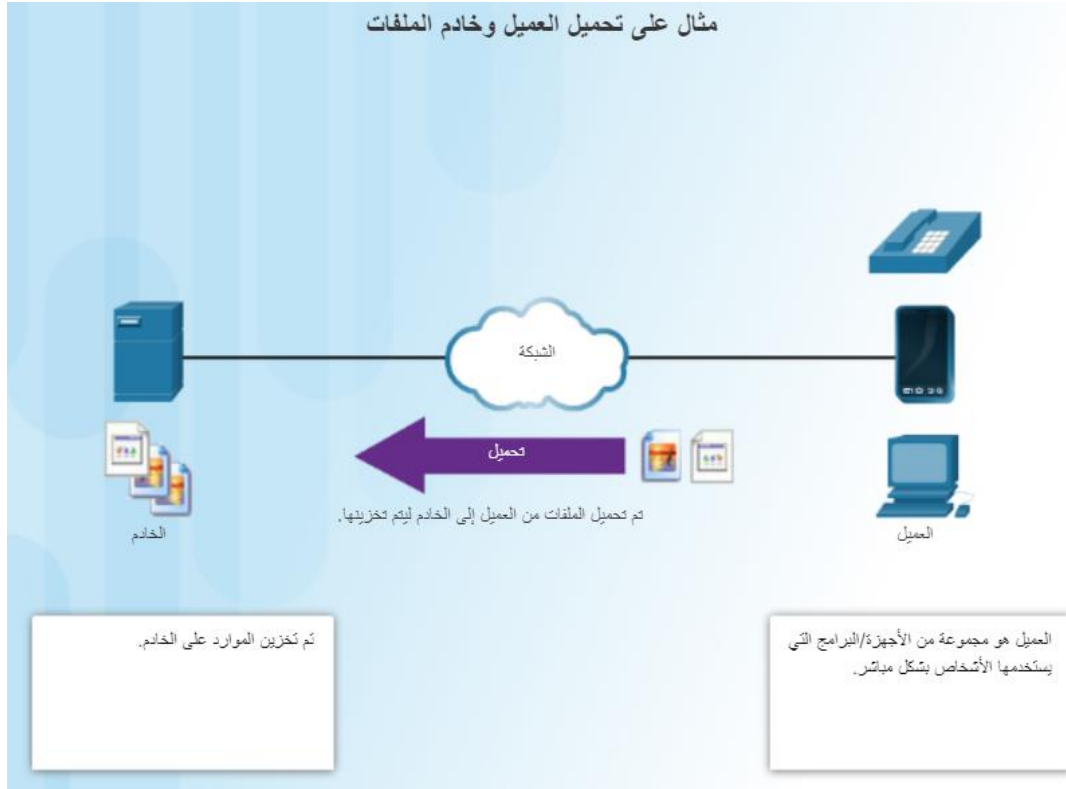 مثال على تحميل العميل وخادم الملفات
الشبكة
تحميل
تم تحميل الملفات من العميل إلى الخادم ليتم تخزينها.
الخادم
العميل
تم تخزين الموارد على الخادم.
العميل هو مجموعة من الأجهزة/البرامج التي
يستخدمها الأشخاص بشكل مباشر.